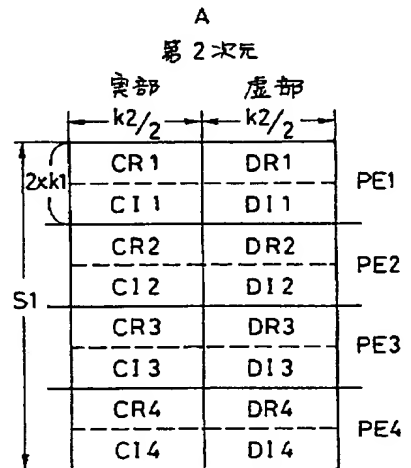 A
第2次元
実部 虚部
k2/2 k2/2
2xk1 CR1 DR1 PE1
CI1 DI1
CR2 DR2 PE2
CI2 DI2
S1
CR3 DR3 PE3
CI3 DI3
CR4 DR4 PE4
CI4 DI4